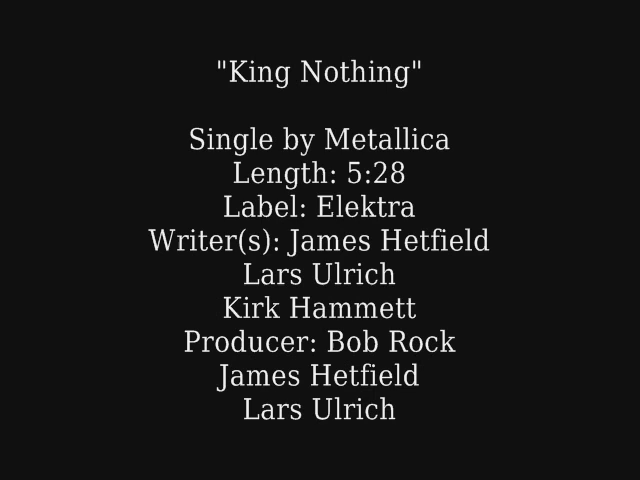 "King Nothing"
Single by Metallica
Length: 5:28
Label: Elektra
Writer(s): James Hetfield
Lars Ulrich
Kirk Hammett
Producer: Bob Rock
James Hetfield
Lars Ulrich